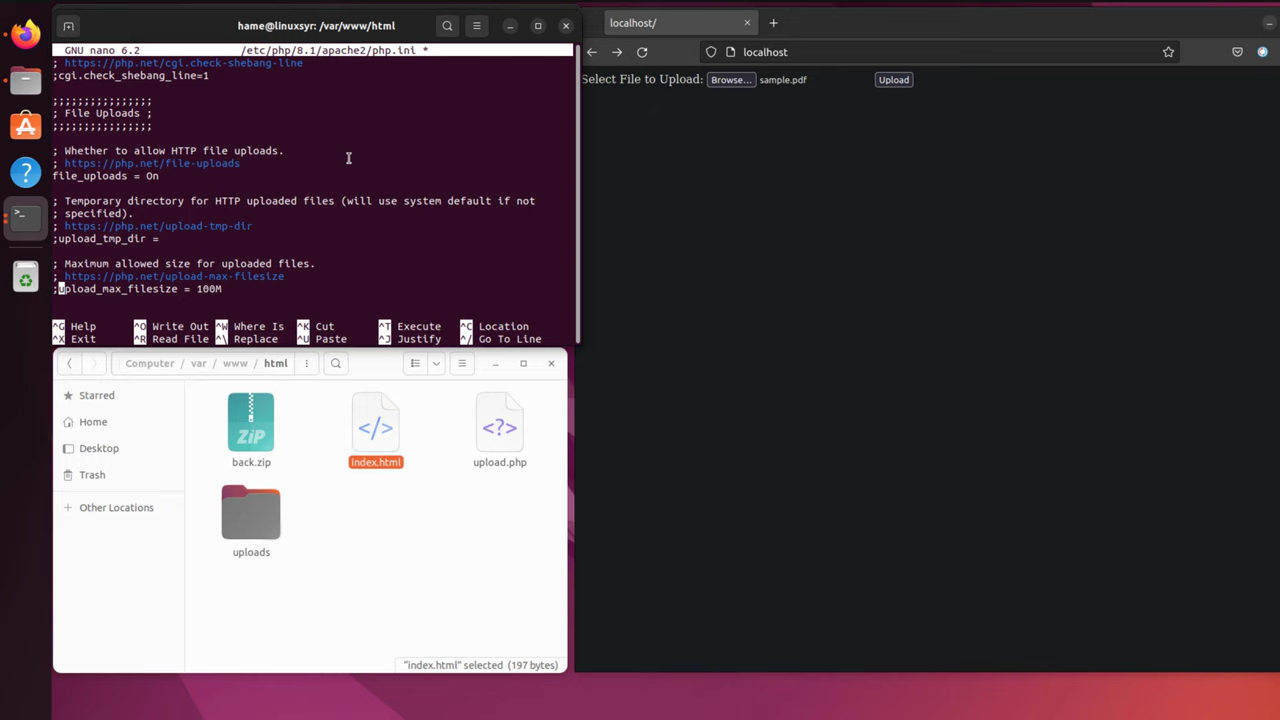 hame@linuxsyr: /var/www/html
GNU nano 6.2 /etc/php/8.1/apache2/php.ini *
; https://php.net/cgi.check-shebang-line
;cgi.check_shebang_line=1
;;;;;;;;;;;;;;;;
; File Uploads ;
;;;;;;;;;;;;;;;;
; Whether to allow HTTP file uploads.
; https://php.net/file-uploads
file_uploads = On
; Temporary directory for HTTP uploaded files (will use system default if not
; specified).
; https://php.net/upload-tmp-dir
;upload_tmp_dir =
; Maximum allowed size for uploaded files.
; https://php.net/upload-max-filesize
;upload_max_filesize = 100M
^G Help ^O Write Out ^W Where Is ^K Cut ^T Execute ^C Location
^X Exit ^R Read File ^\ Replace ^U Paste ^J Justify ^/ Go To Line
localhost/
localhost
Select File to Upload: Browse... sample.pdf Upload
Computer / var / www / html
Starred
Home
Desktop
Trash
Other Locations
ZIP
back.zip
</>
index.html
<?>
upload.php
uploads
"index.html" selected (197 bytes)